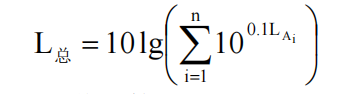 L总 = 10lg(∑_{i=1}^{n} 10^{0.1L_{A_i}})